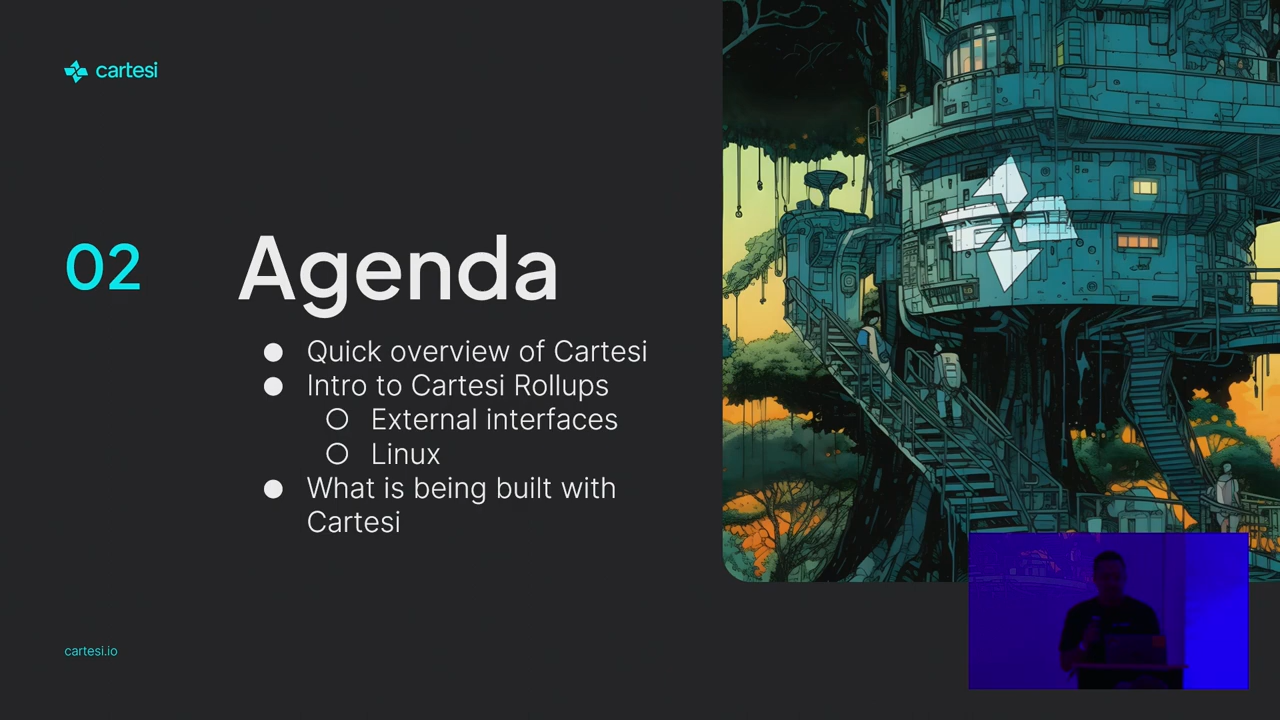 cartesi
02
Agenda
● Quick overview of Cartesi
● Intro to Cartesi Rollups
○ External interfaces
○ Linux
● What is being built with
Cartesi
cartesi.io